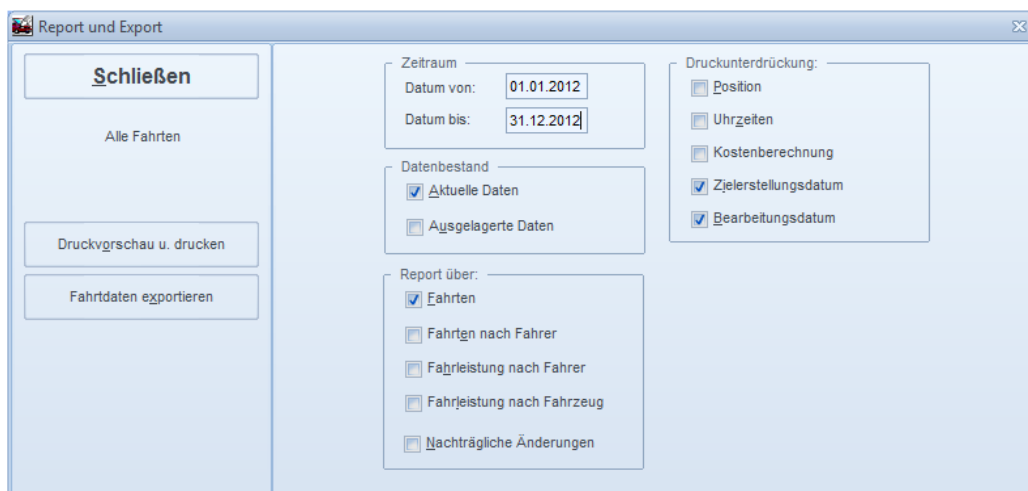 Report und Export
Schließen
Alle Fahrten
Druckvorschau u. drucken
Fahrtdaten exportieren
Zeitraum
Datum von: 01.01.2012
Datum bis: 31.12.2012
Datenbestand
Aktuelle Daten
Ausgelagerte Daten
Report über:
Fahrten
Fahrten nach Fahrer
Fahrleistung nach Fahrer
Fahrleistung nach Fahrzeug
Nachträgliche Änderungen
Druckunterdrückung:
Position
Uhrzeiten
Kostenberechnung
Zielerstellungsdatum
Bearbeitungsdatum